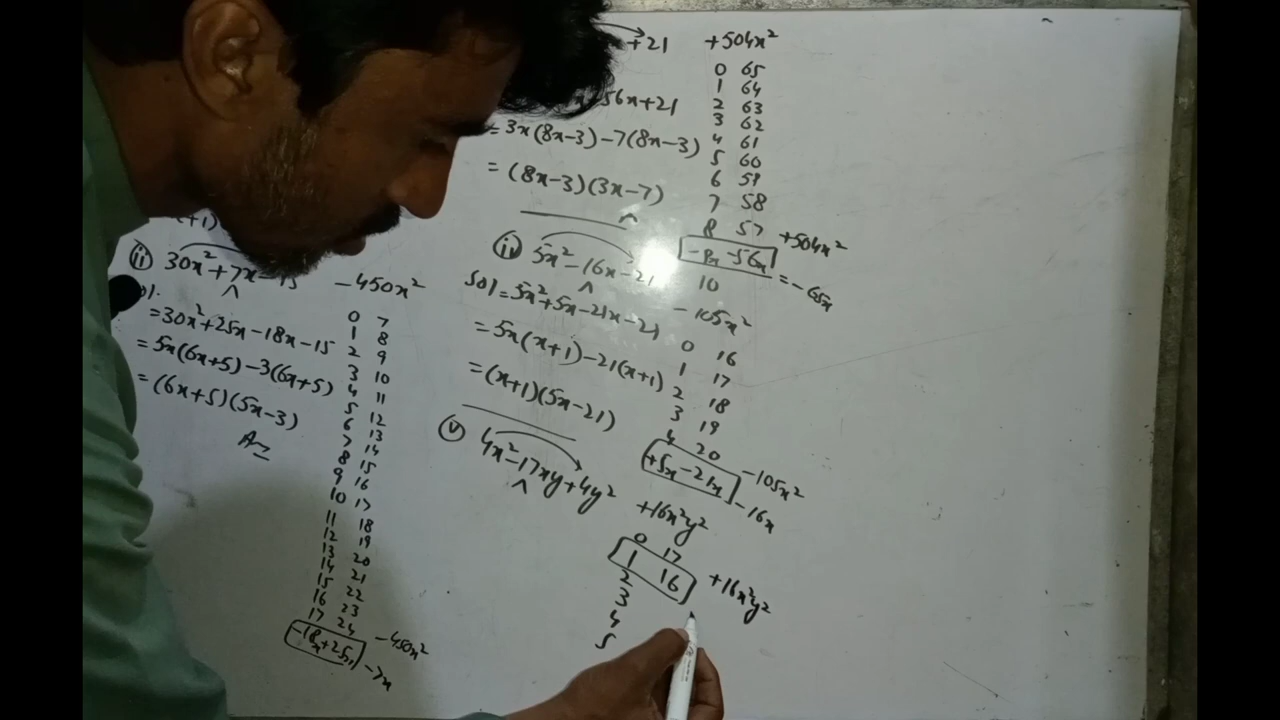 +21
+504x²
56x+21
= 3x(8x-3)-7(8x-3)
= (8x-3)(3x-7)
0 65
1 64
2 63
3 62
4 61
5 60
6 59
7 58
8 57 +504x²
-8x -56x = -65x
10
x+1)
(ii) 30x²+7x-15
-450x²
= 30x²+25x-18x-15
= 5x(6x+5)-3(6x+5)
= (6x+5)(5x-3)
0 7
1 8
2 9
3 10
4 11
5 12
6 13
7 14
8 15
9 16
10 17
11 18
12 19
13 20
14 21
15 22
16 23
17 24
-18x+25x -450x²
-7x
(iv) 5x²-16x-21
Sol = 5x²+5x-21x-21
-105x²
= 5x(x+1)-21(x+1)
= (x+1)(5x-21)
0 16
1 17
2 18
3 19
4 20
+5x-21x -105x²
-16x
(v) 4x²-17xy+4y²
+16x²y²
0 17
1 16 +16x²y²
2
3
4
5